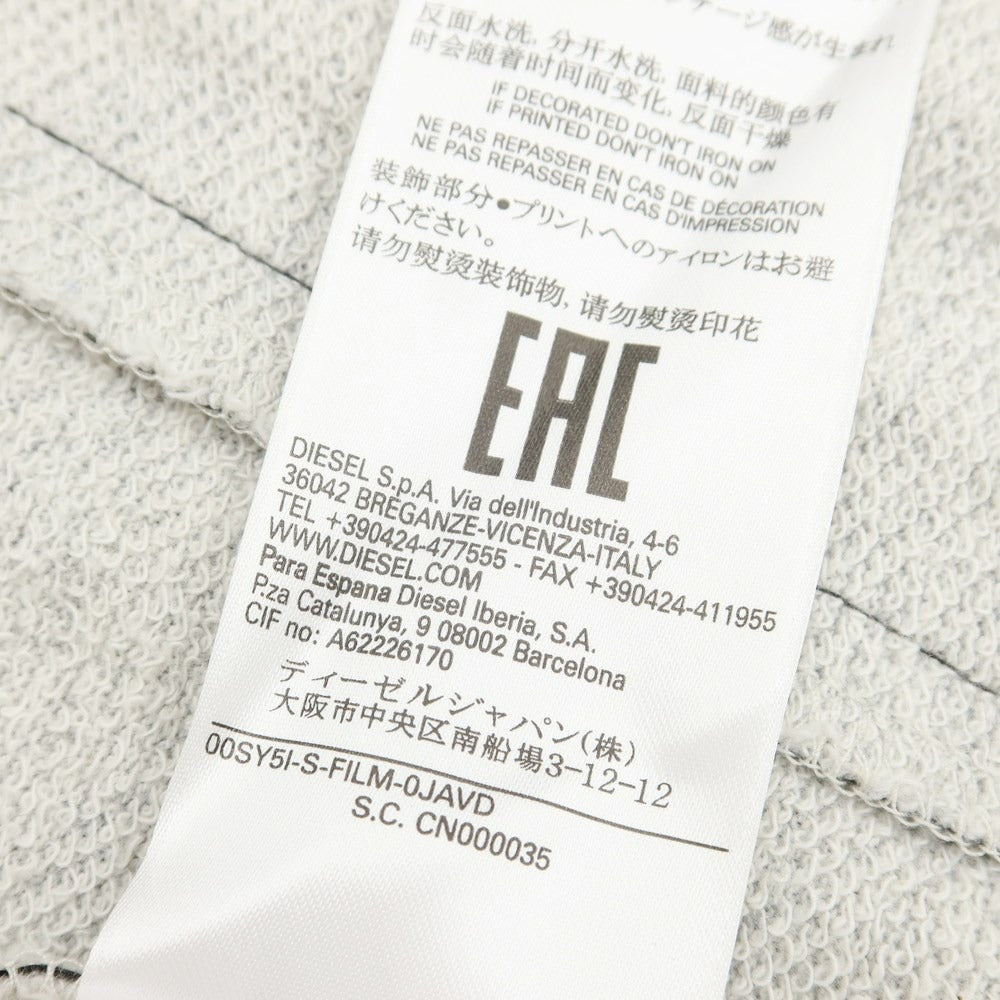 ージ感が生まれ
反面水洗, 分开水洗, 面料的颜色有
时会随着时间而变化, 反面干燥
IF DECORATED DON'T IRON ON
IF PRINTED DON'T IRON ON
NE PAS REPASSER EN CAS DE DÉCORATION
NE PAS REPASSER EN CAS D'IMPRESSION
装飾部分•プリントへのアイロンはお避
けください。
请勿熨烫装饰物, 请勿熨烫印花
EAC
DIESEL S.p.A. Via dell'Industria, 4-6
36042 BREGANZE-VICENZA-ITALY
TEL +390424-477555 - FAX +390424-411955
WWW.DIESEL.COM
Para Espana Diesel Iberia, S.A.
P.za Catalunya, 9 08002 Barcelona
CIF no: A62226170
ディーゼルジャパン(株)
大阪市中央区南船場3-12-12
00SY5I-S-FILM-0JAVD
S.C. CN000035